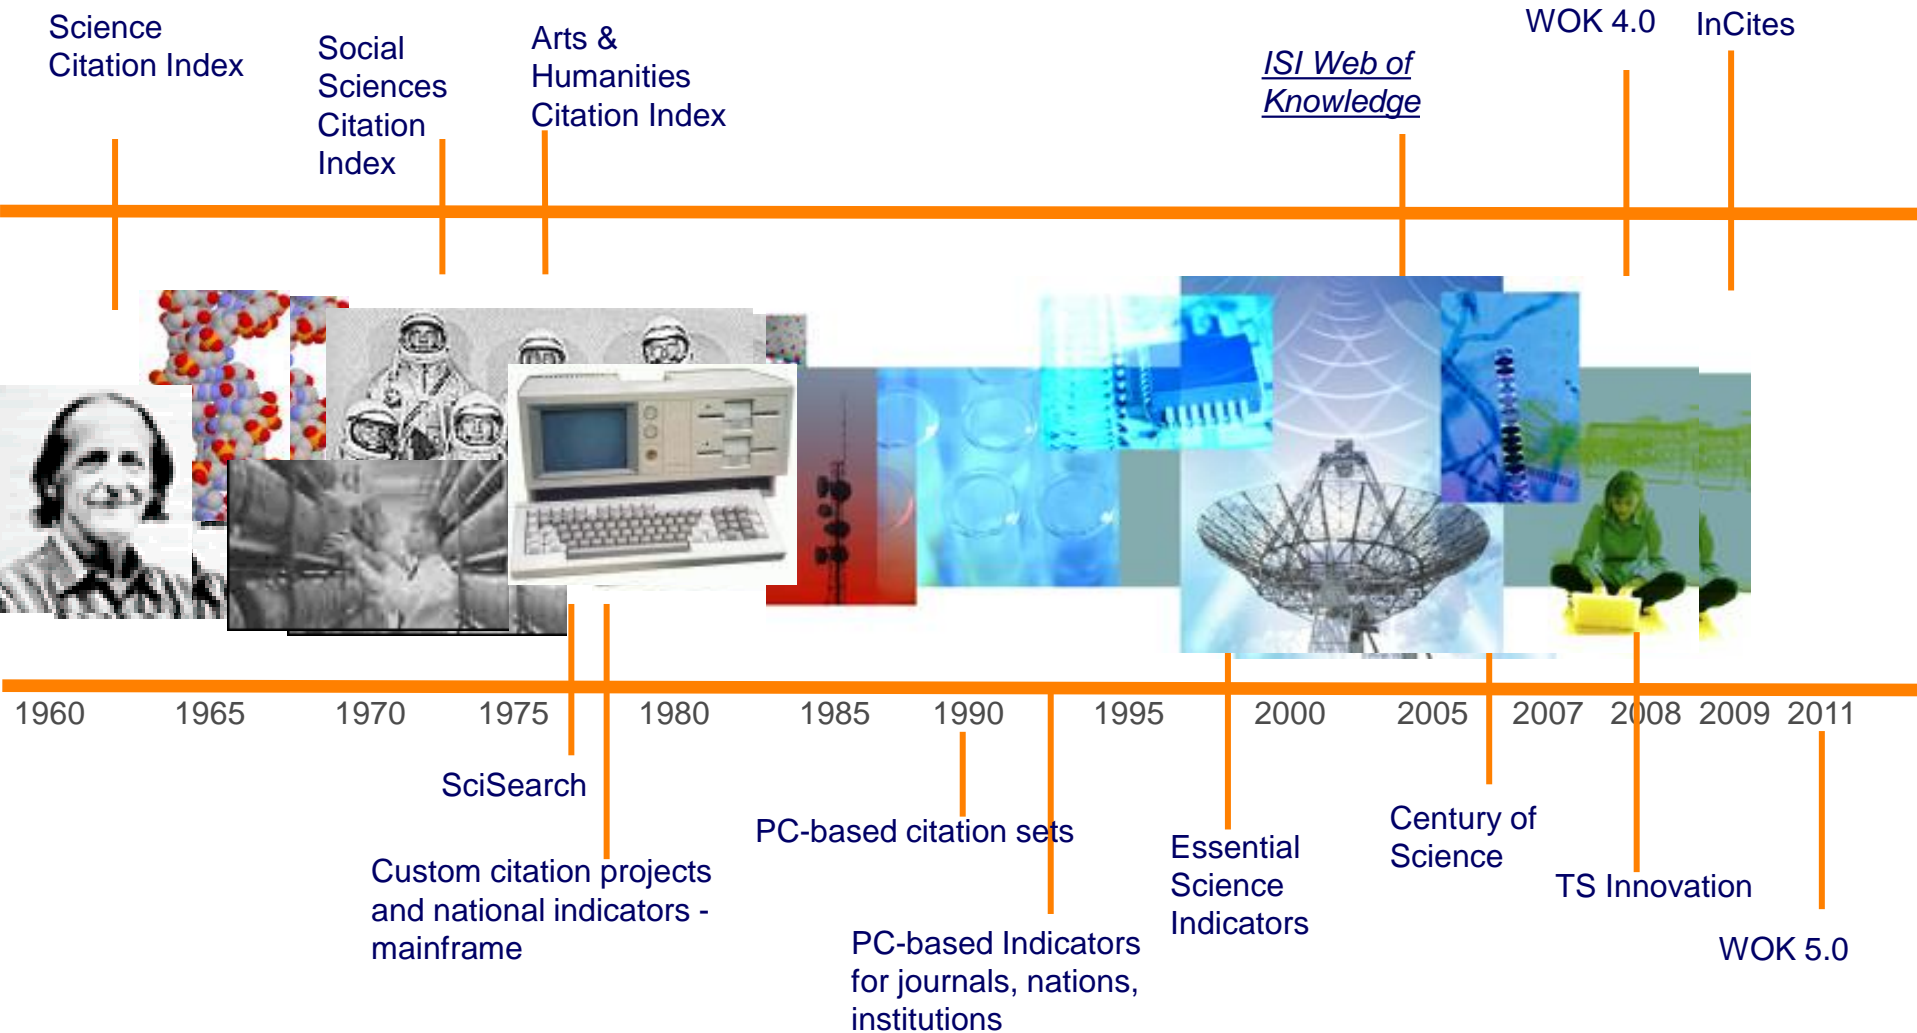 Science
Citation Index
Social
Sciences
Citation
Index
Arts &
Humanities
Citation Index
ISI Web of
Knowledge
WOK 4.0
InCites
1960 1965 1970 1975 1980 1985 1990 1995 2000 2005 2007 2008 2009 2011
SciSearch
Custom citation projects
and national indicators -
mainframe
PC-based citation sets
PC-based Indicators
for journals, nations,
institutions
Essential
Science
Indicators
Century of
Science
TS Innovation
WOK 5.0